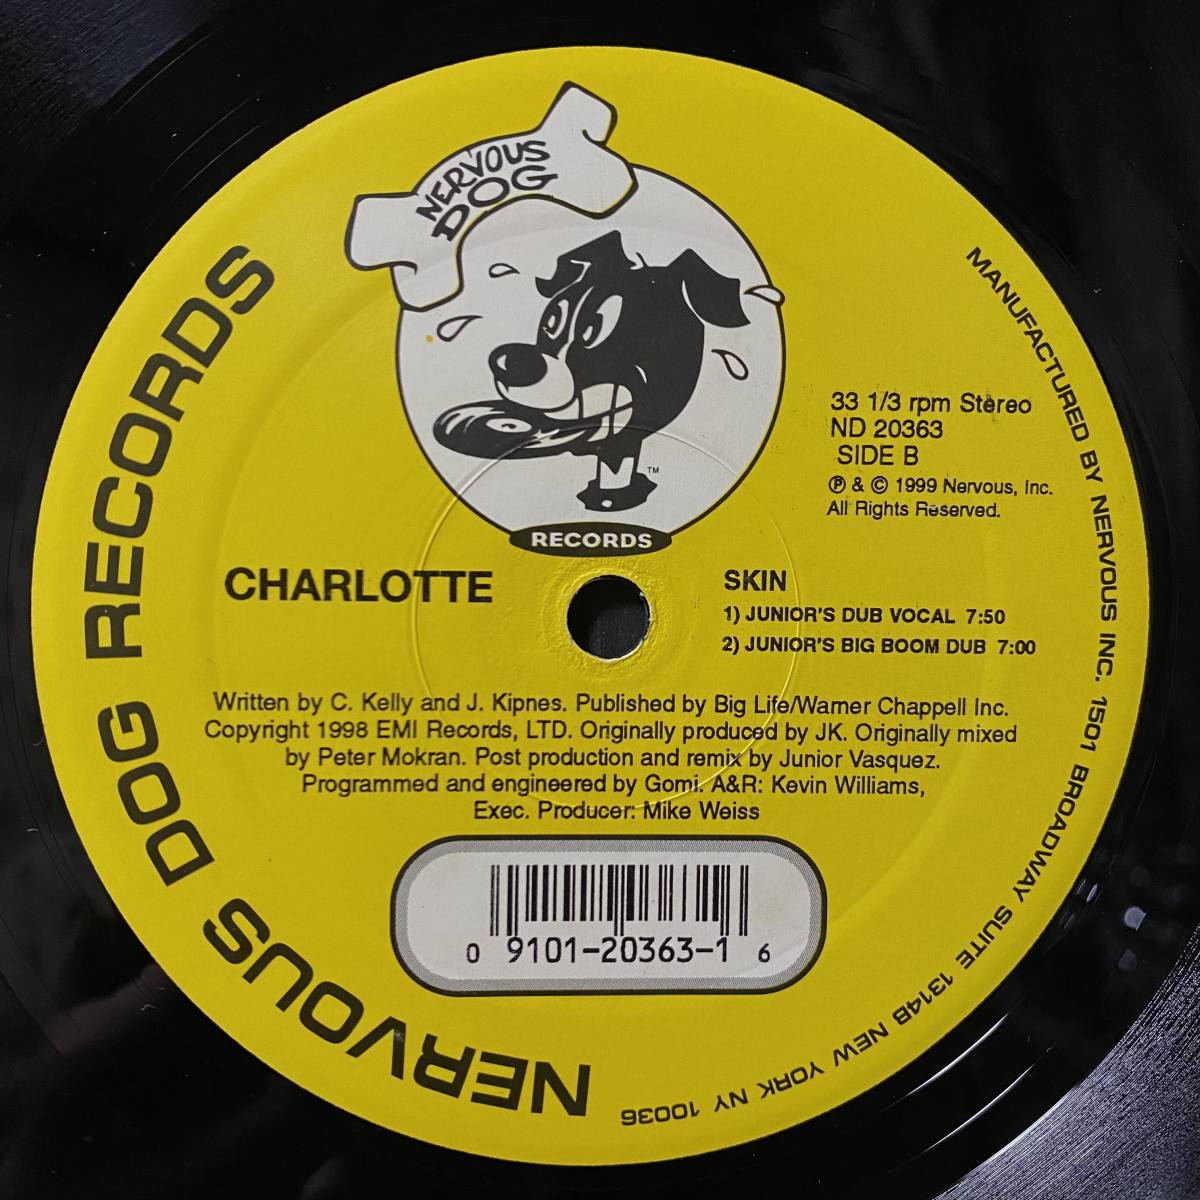 NERVOUS
DOG
™
RECORDS
NERVOUS DOG RECORDS
MANUFACTURED BY NERVOUS INC. 1501 BROADWAY SUITE 1314B NEW YORK NY 10036
33 1/3 rpm Stereo
ND 20363
SIDE B
℗ & © 1999 Nervous, Inc.
All Rights Reserved.
CHARLOTTE
SKIN
1) JUNIOR'S DUB VOCAL 7:50
2) JUNIOR'S BIG BOOM DUB 7:00
Written by C. Kelly and J. Kipnes. Published by Big Life/Warner Chappell Inc.
Copyright 1998 EMI Records, LTD. Originally produced by JK. Originally mixed
by Peter Mokran. Post production and remix by Junior Vasquez.
Programmed and engineered by Gomi. A&R: Kevin Williams,
Exec. Producer: Mike Weiss
0 9101-20363-1 6